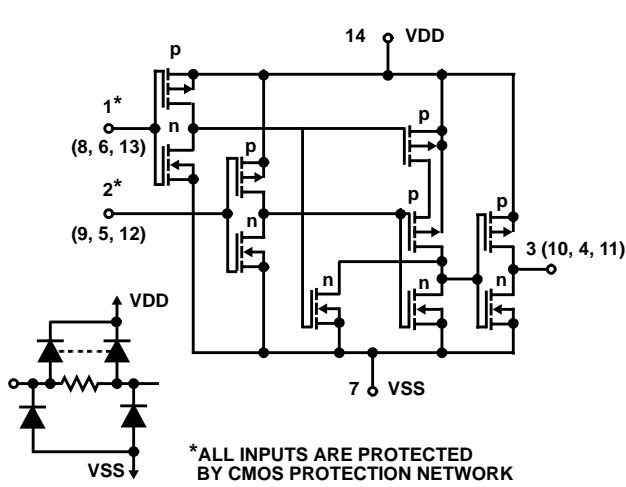 14 VDD
p
1*
n
(8, 6, 13)
p
p
2*
n
(9, 5, 12)
p
p
n
n
n
3 (10, 4, 11)
VDD
7 VSS
VSS
*ALL INPUTS ARE PROTECTED
BY CMOS PROTECTION NETWORK